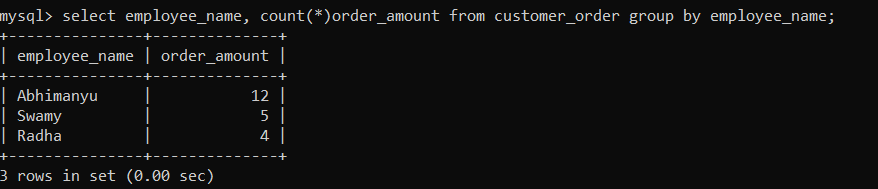 mysql> select employee_name, count(*)order_amount from customer_order group by employee_name;
+---------------+--------------+
| employee_name | order_amount |
+---------------+--------------+
| Abhimanyu     |           12 |
| Swamy         |            5 |
| Radha         |            4 |
+---------------+--------------+
3 rows in set (0.00 sec)